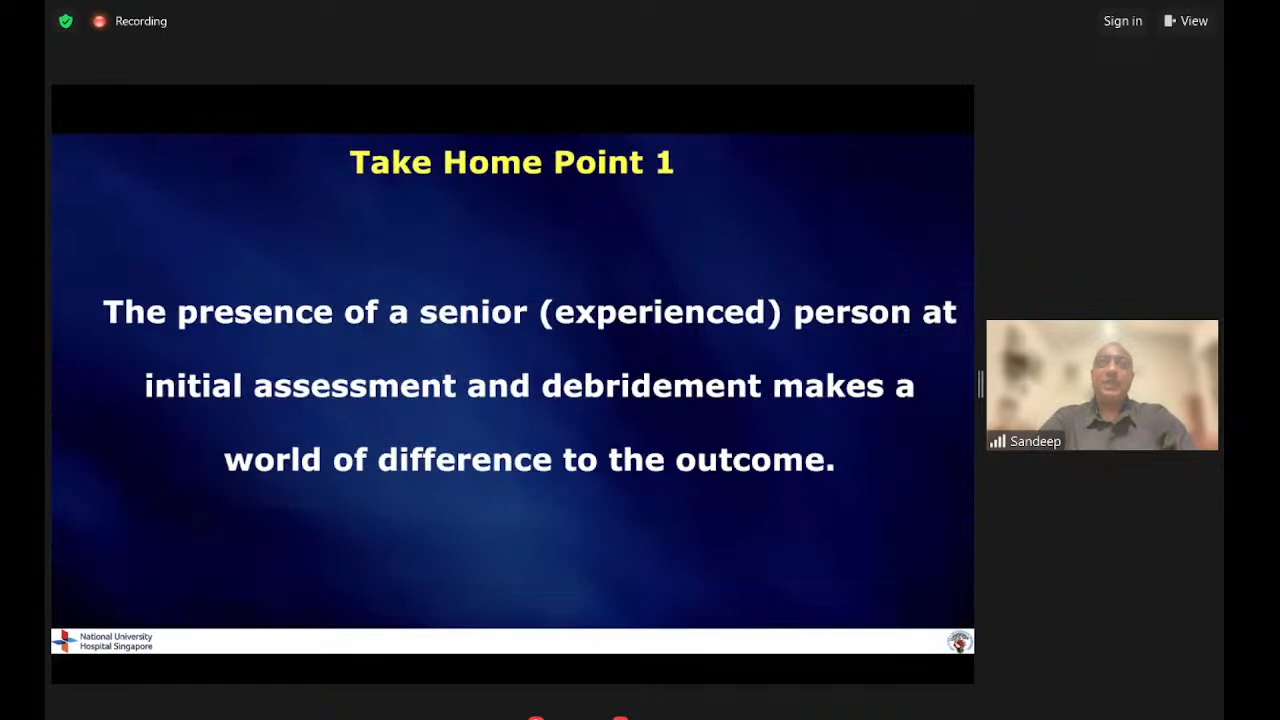 Recording
Sign in
View
Take Home Point 1
The presence of a senior (experienced) person at
initial assessment and debridement makes a
world of difference to the outcome.
Sandeep
National University
Hospital Singapore